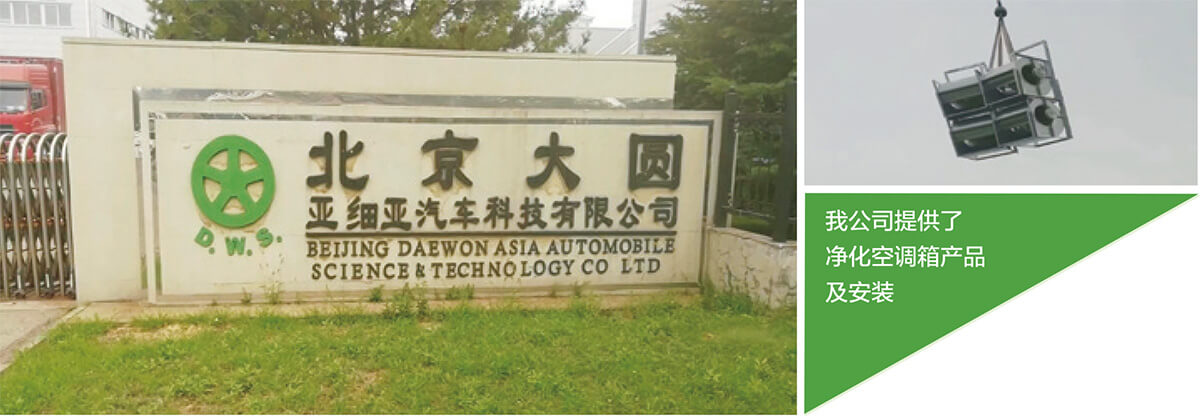 D.W.S.
北京大圆
亚细亚汽车科技有限公司
BEIJING DAEWON ASIA AUTOMOBILE
SCIENCE & TECHNOLOGY CO LTD
我公司提供了
净化空调箱产品
及安装